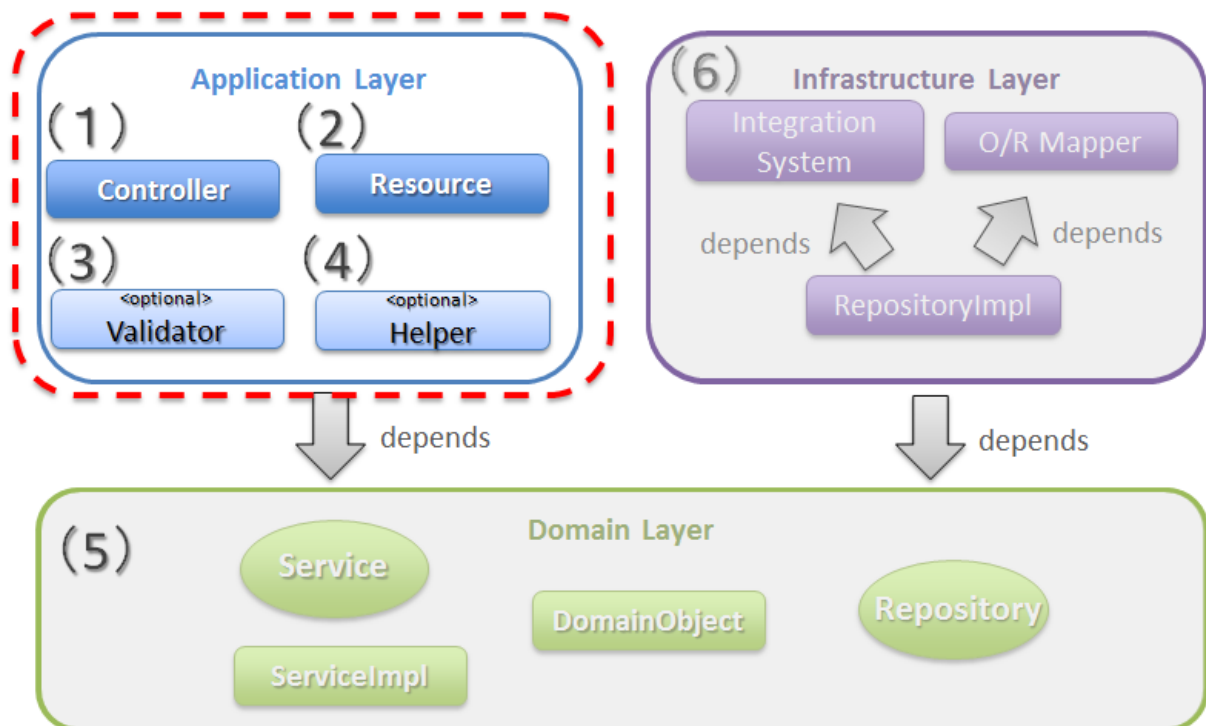 Application Layer
(1)
Controller
(2)
Resource
(3)
<optional>
Validator
(4)
<optional>
Helper
(6)
Infrastructure Layer
Integration
System
O/R Mapper
depends
depends
RepositoryImpl
depends
depends
(5)
Domain Layer
Service
ServiceImpl
DomainObject
Repository